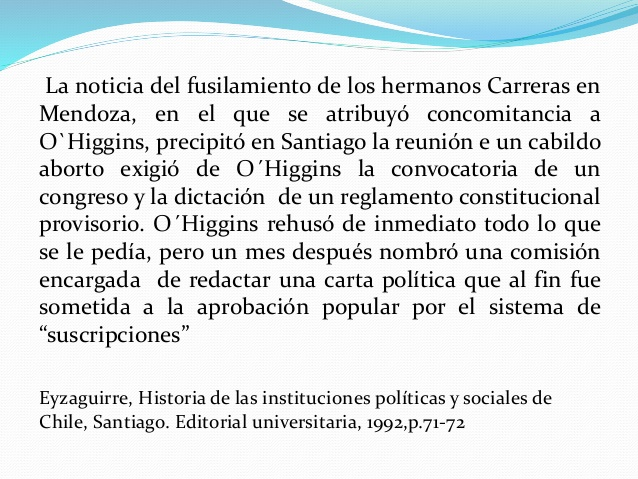 La noticia del fusilamiento de los hermanos Carreras en
Mendoza, en el que se atribuyó concomitancia a
O`Higgins, precipitó en Santiago la reunión e un cabildo
aborto exigió de O´Higgins la convocatoria de un
congreso y la dictación de un reglamento constitucional
provisorio. O´Higgins rehusó de inmediato todo lo que
se le pedía, pero un mes después nombró una comisión
encargada de redactar una carta política que al fin fue
sometida a la aprobación popular por el sistema de
“suscripciones”
Eyzaguirre, Historia de las instituciones políticas y sociales de
Chile, Santiago. Editorial universitaria, 1992,p.71-72